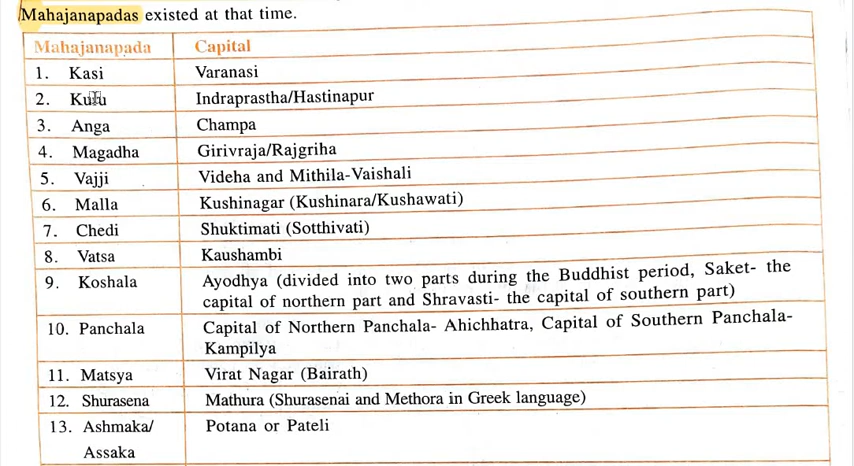 Mahajanapadas existed at that time.
Mahajanapada Capital
1. Kasi Varanasi
2. Kuru Indraprastha/Hastinapur
3. Anga Champa
4. Magadha Girivraja/Rajgriha
5. Vajji Videha and Mithila-Vaishali
6. Malla Kushinagar (Kushinara/Kushawati)
7. Chedi Shuktimati (Sotthivati)
8. Vatsa Kaushambi
9. Koshala Ayodhya (divided into two parts during the Buddhist period, Saket- the
capital of northern part and Shravasti- the capital of southern part)
10. Panchala Capital of Northern Panchala- Ahichhatra, Capital of Southern Panchala-
Kampilya
11. Matsya Virat Nagar (Bairath)
12. Shurasena Mathura (Shurasenai and Methora in Greek language)
13. Ashmaka/ Potana or Pateli
Assaka